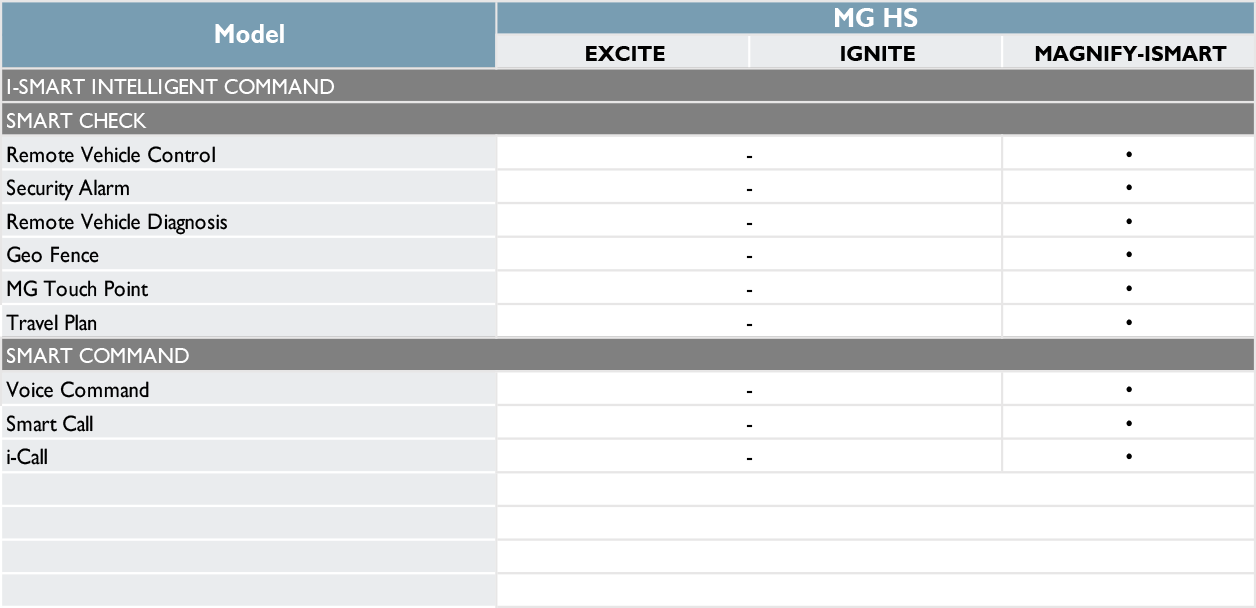 Model
MG HS
EXCITE IGNITE MAGNIFY-ISMART
I-SMART INTELLIGENT COMMAND
SMART CHECK
Remote Vehicle Control - •
Security Alarm - •
Remote Vehicle Diagnosis - •
Geo Fence - •
MG Touch Point - •
Travel Plan - •
SMART COMMAND
Voice Command - •
Smart Call - •
i-Call - •